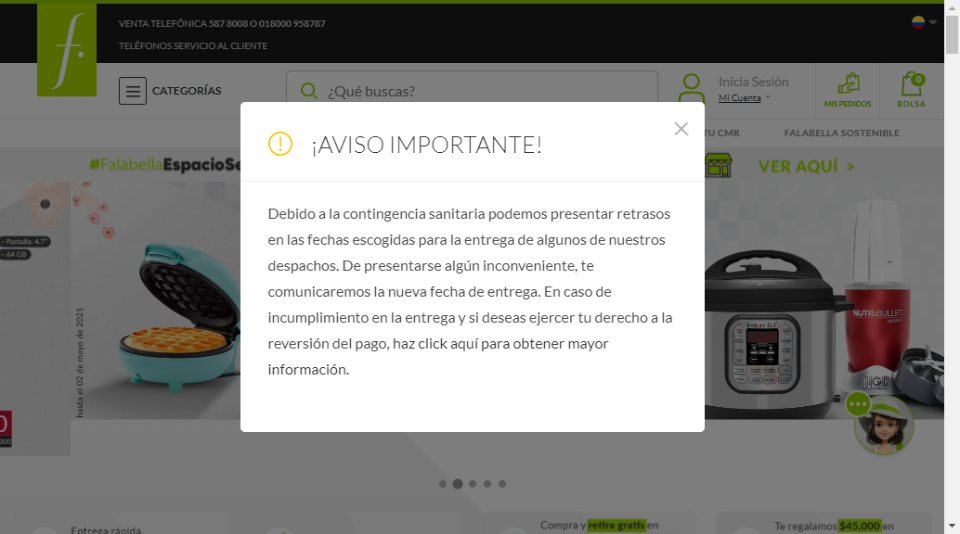 VENTA TELEFÓNICA 587 8008 O 018000 958787
TELÉFONOS SERVICIO AL CLIENTE
f.
CATEGORÍAS
¿Qué buscas?
Inicia Sesión
Mi Cuenta
MIS PEDIDOS
0
BOLSA
TU CMR
FALABELLA SOSTENIBLE
#FalabellaEspacioSe
VER AQUÍ >
¡AVISO IMPORTANTE!
Debido a la contingencia sanitaria podemos presentar retrasos
en las fechas escogidas para la entrega de algunos de nuestros
despachos. De presentarse algún inconveniente, te
comunicaremos la nueva fecha de entrega. En caso de
incumplimiento en la entrega y si deseas ejercer tu derecho a la
reversión del pago, haz click aquí para obtener mayor
información.
Pantalla: 4.7"
64 GB
hasta el 02 de mayo de 2021
0
000
Instant Pot
NUTRIBULLET
Entrega rápida,
Compra y retira gratis en
Te regalamos $45.000 en